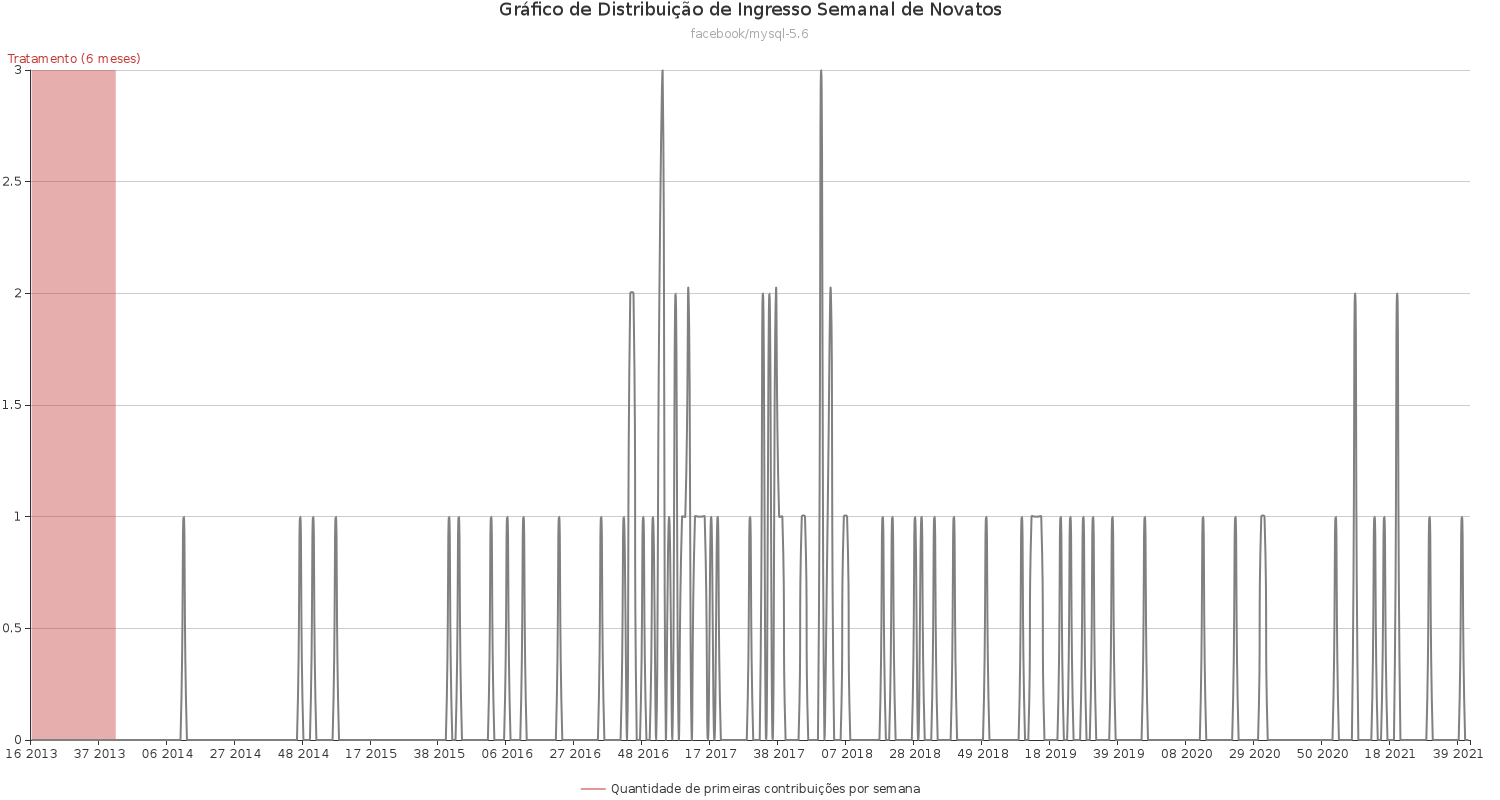 Gráfico de Distribuição de Ingresso Semanal de Novatos
facebook/mysql-5.6
Tratamento (6 meses)
3
2.5
2
1.5
1
0.5
0
16 2013 37 2013 06 2014 27 2014 48 2014 17 2015 38 2015 06 2016 27 2016 48 2016 17 2017 38 2017 07 2018 28 2018 49 2018 18 2019 39 2019 08 2020 29 2020 50 2020 18 2021 39 2021
Quantidade de primeiras contribuições por semana